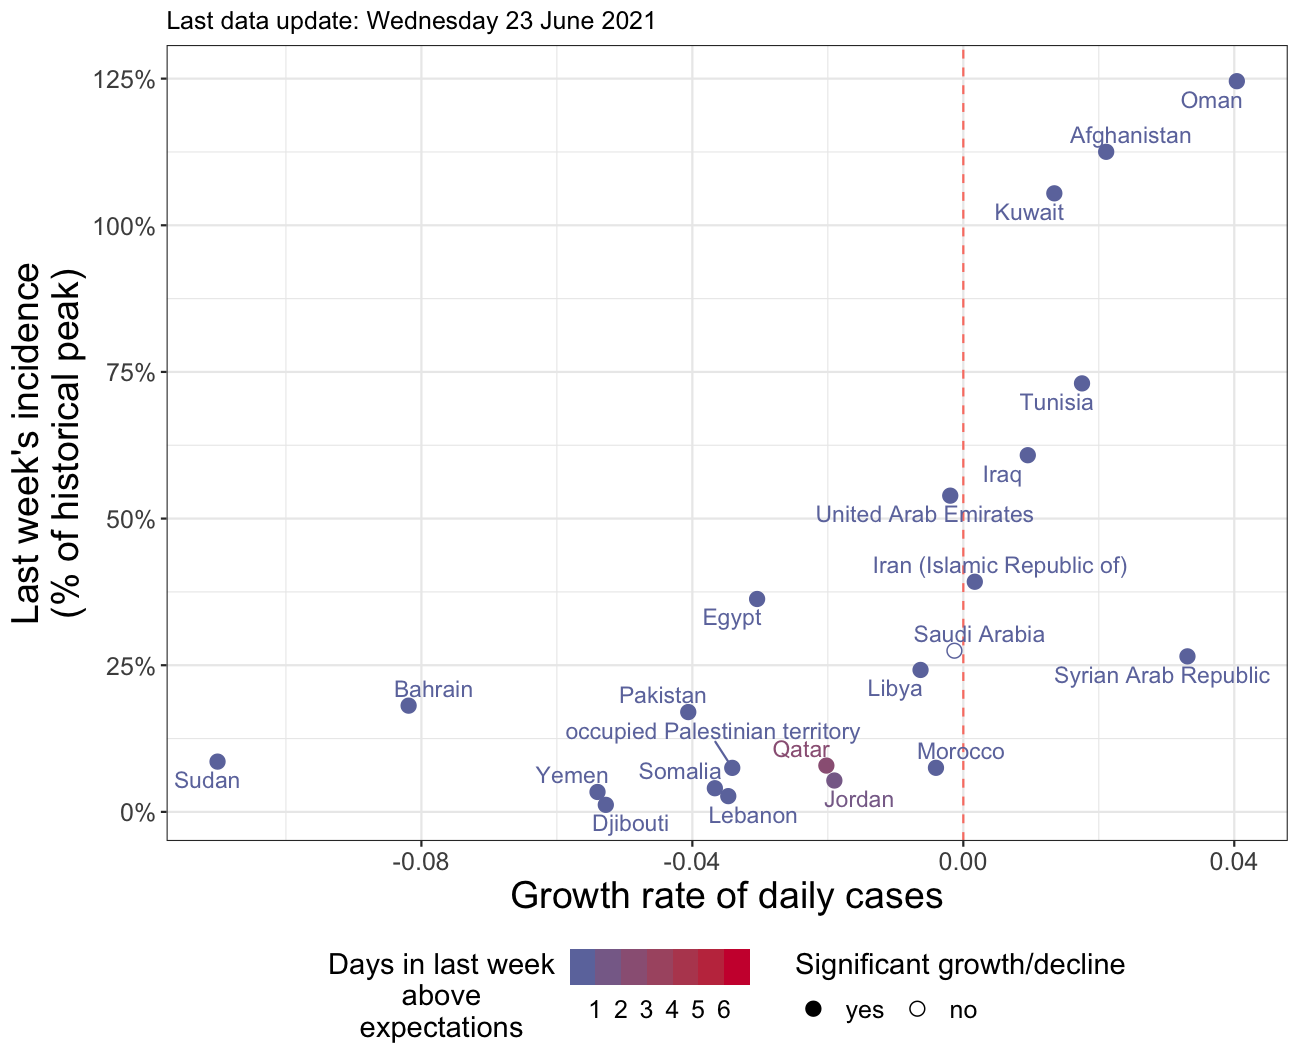 Last data update: Wednesday 23 June 2021
Last week's incidence
(% of historical peak)
125%
100%
75%
50%
25%
0%
Oman
Afghanistan
Kuwait
Tunisia
Iraq
United Arab Emirates
Iran (Islamic Republic of)
Egypt
Saudi Arabia
Syrian Arab Republic
Libya
Bahrain
Pakistan
occupied Palestinian territory
Qatar
Morocco
Sudan
Yemen
Somalia
Jordan
Lebanon
Djibouti
-0.08
-0.04
0.00
0.04
Growth rate of daily cases
Days in last week
above
expectations
1 2 3 4 5 6
Significant growth/decline
yes
no